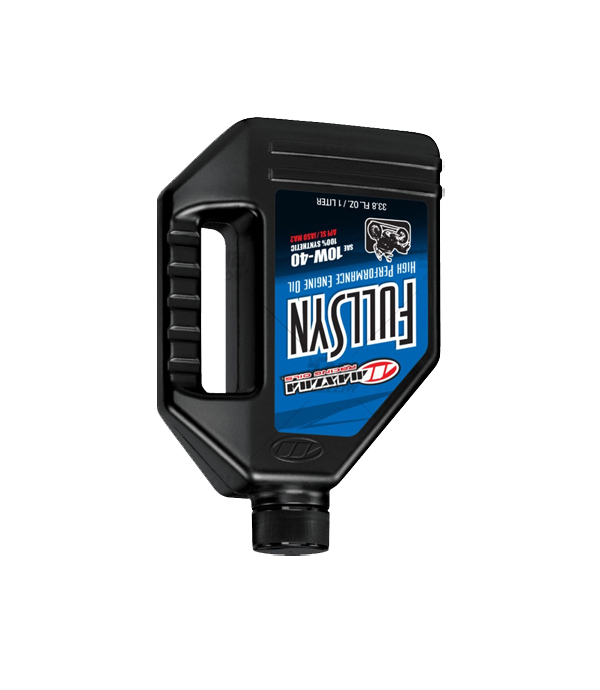 MAXIMA
RACING OILS
FULLSYN
HIGH PERFORMANCE ENGINE OIL
SAE 10W-40
100% SYNTHETIC
API SL/JASO MA2
33.8 FL. OZ. / 1 LITER